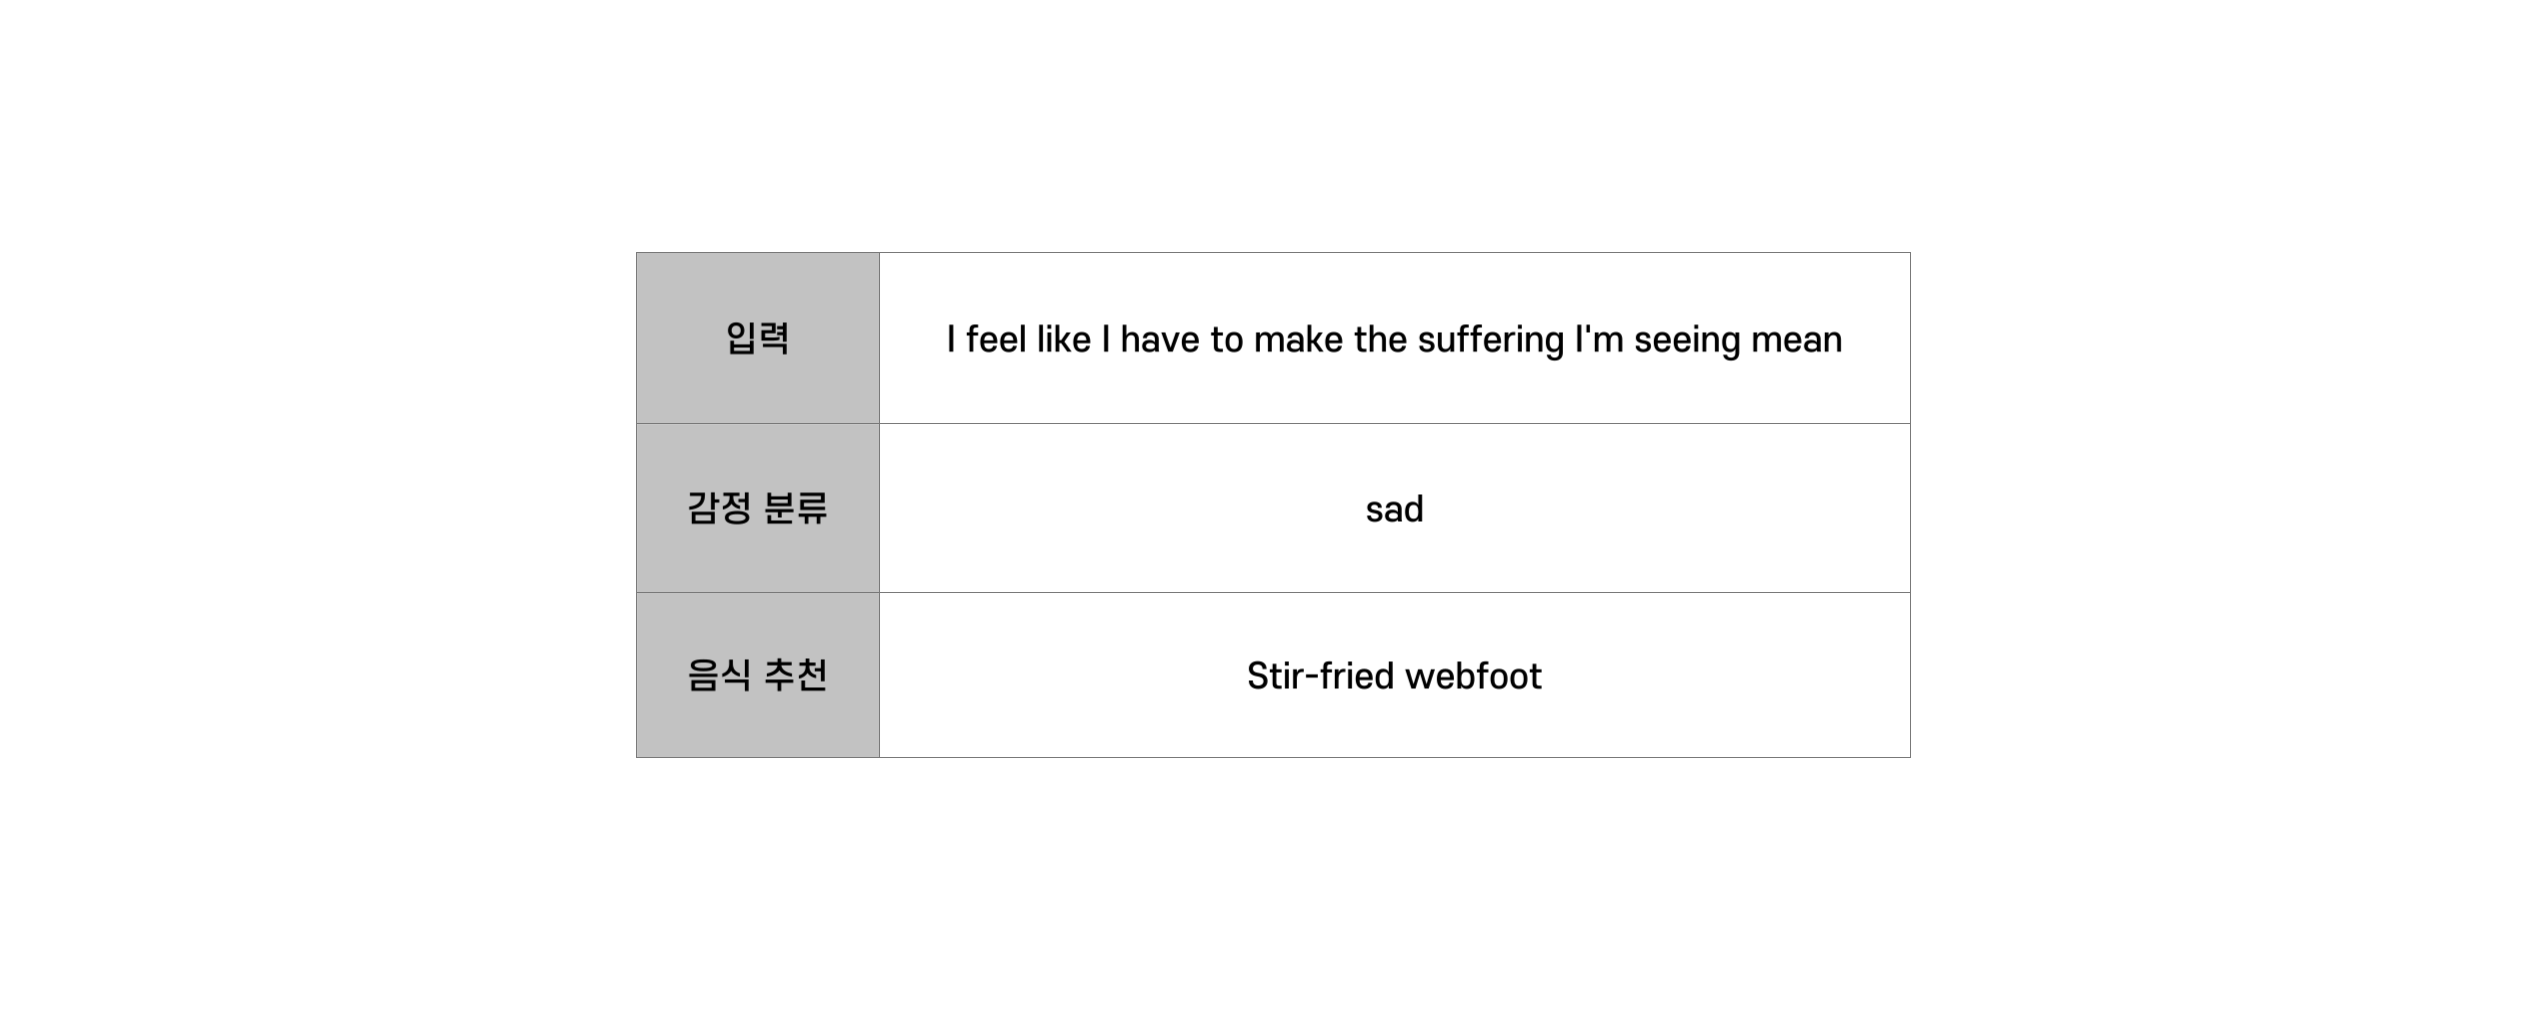 입력
I feel like I have to make the suffering I'm seeing mean
감정 분류
sad
음식 추천
Stir-fried webfoot